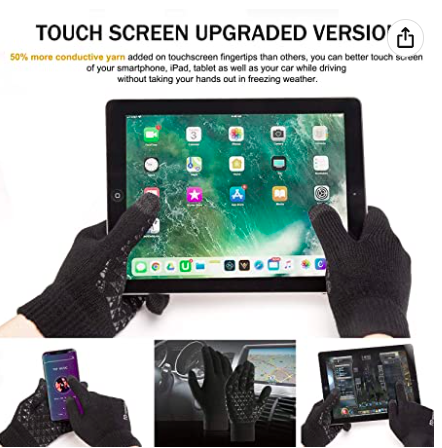 TOUCH SCREEN UPGRADED VERSION
50% more conductive yarn added on touchscreen fingertips than others, you can better touch screen
of your smartphone, iPad, tablet as well as your car while driving
without taking your hands out in freezing weather.